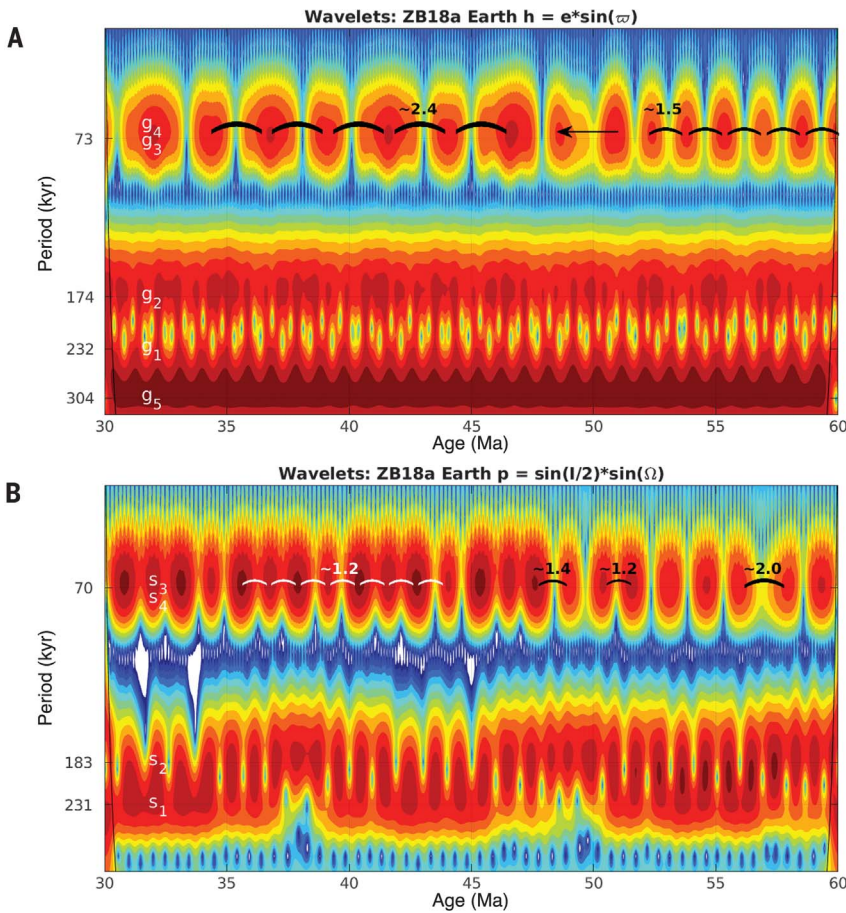 Wavelets: ZB18a Earth h = e*sin(ϖ)
A
Period (kyr)
73
174
232
304
g4
g3
g2
g1
g5
~2.4
~1.5
30 35 40 45 50 55 60
Age (Ma)
Wavelets: ZB18a Earth p = sin(I/2)*sin(Ω)
B
Period (kyr)
70
183
231
s3
s4
s2
s1
~1.2
~1.4
~1.2
~2.0
30 35 40 45 50 55 60
Age (Ma)